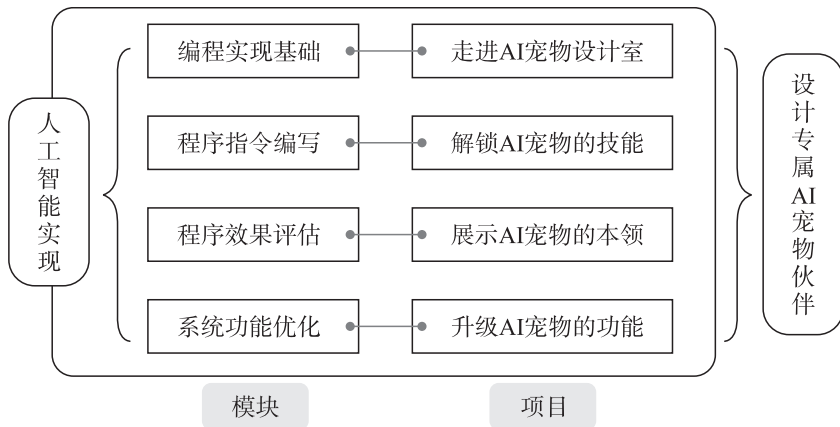 人工智能实现
编程实现基础
走进AI宠物设计室
程序指令编写
解锁AI宠物的技能
程序效果评估
展示AI宠物的本领
系统功能优化
升级AI宠物的功能
设计专属AI宠物伙伴
模块
项目